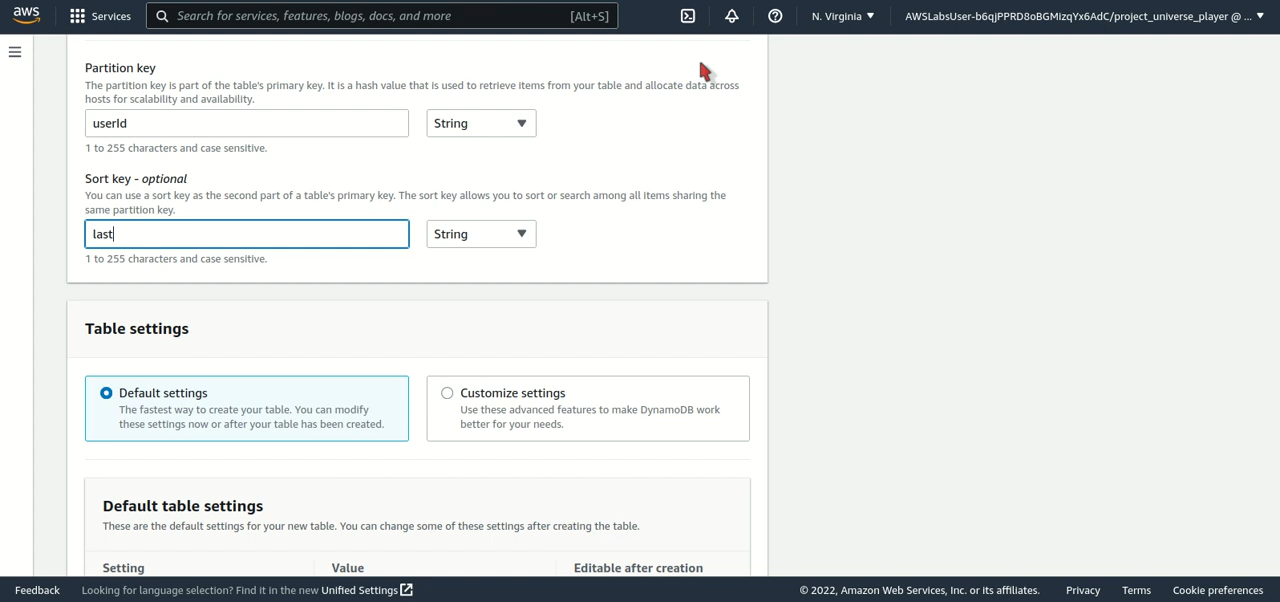 aws
Services
Search for services, features, blogs, docs, and more
[Alt+S]
N. Virginia
AWSLabsUser-b6qjPPRD8oBGMizqYx6AdC/project_universe_player @ ...
Partition key
The partition key is part of the table's primary key. It is a hash value that is used to retrieve items from your table and allocate data across
hosts for scalability and availability.
userId
String
1 to 255 characters and case sensitive.
Sort key - optional
You can use a sort key as the second part of a table's primary key. The sort key allows you to sort or search among all items sharing the
same partition key.
last
String
1 to 255 characters and case sensitive.
Table settings
Default settings
The fastest way to create your table. You can modify
these settings now or after your table has been created.
Customize settings
Use these advanced features to make DynamoDB work
better for your needs.
Default table settings
These are the default settings for your new table. You can change some of these settings after creating the table.
Setting
Value
Editable after creation
Feedback
Looking for language selection? Find it in the new Unified Settings
© 2022, Amazon Web Services, Inc. or its affiliates.
Privacy
Terms
Cookie preferences